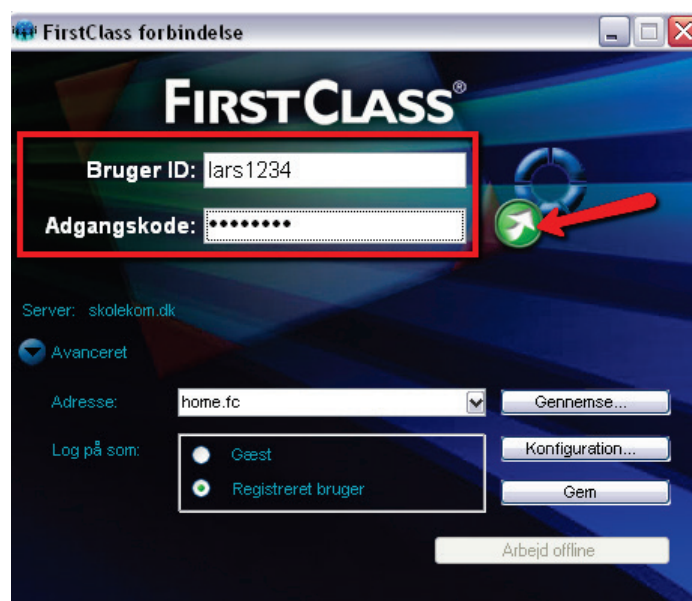 FirstClass forbindelse
FIRSTCLASS®
Bruger ID: lars1234
Adgangskode: ••••••••
Server: skolekom.dk
Avanceret
Adresse: home.fc Gennemse...
Log på som: Gæst Konfiguration...
Registreret bruger Gem
Arbejd offline